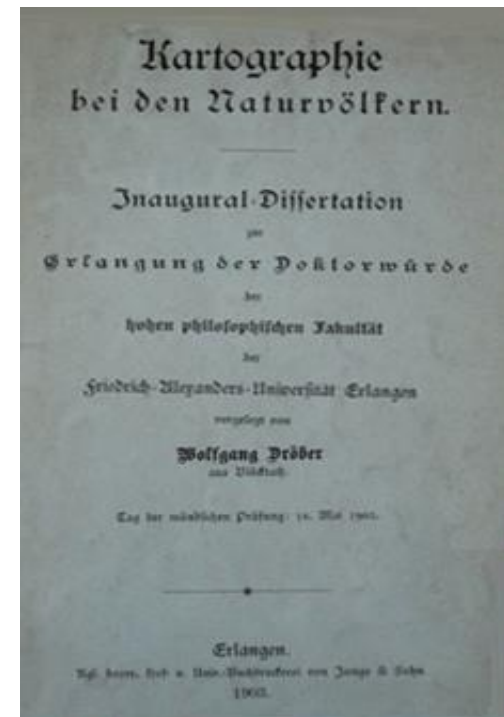 Kartographie
bei den Naturvölkern.
Inaugural-Dissertation
zur
Erlangung der Doktorwürde
der
hohen philosophischen Fakultät
der
Friedrich-Alexanders-Universität Erlangen
vorgelegt von
Wolfgang Dröber
aus
Tag der mündlichen Prüfung: Mai
Erlangen.
Kgl. bayer. Hof- u. Univ.-Buchdruckerei von Junge & Sohn
1903.